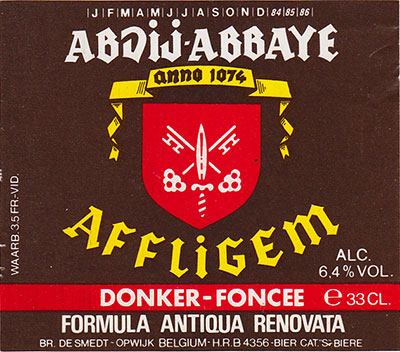 |J|F|M|A|M|J|J|A|S|O|N|D|84|85|86|
ABDIJ-ABBAYE
anno 1074
AFFLIGEM
WAARB. 3.5 FR-VID.
ALC.
6,4% VOL.
DONKER-FONCEE e 33 CL.
FORMULA ANTIQUA RENOVATA
BR. DE SMEDT - OPWIJK BELGIUM - H.R.B 4356 - BIER CAT. S - BIERE